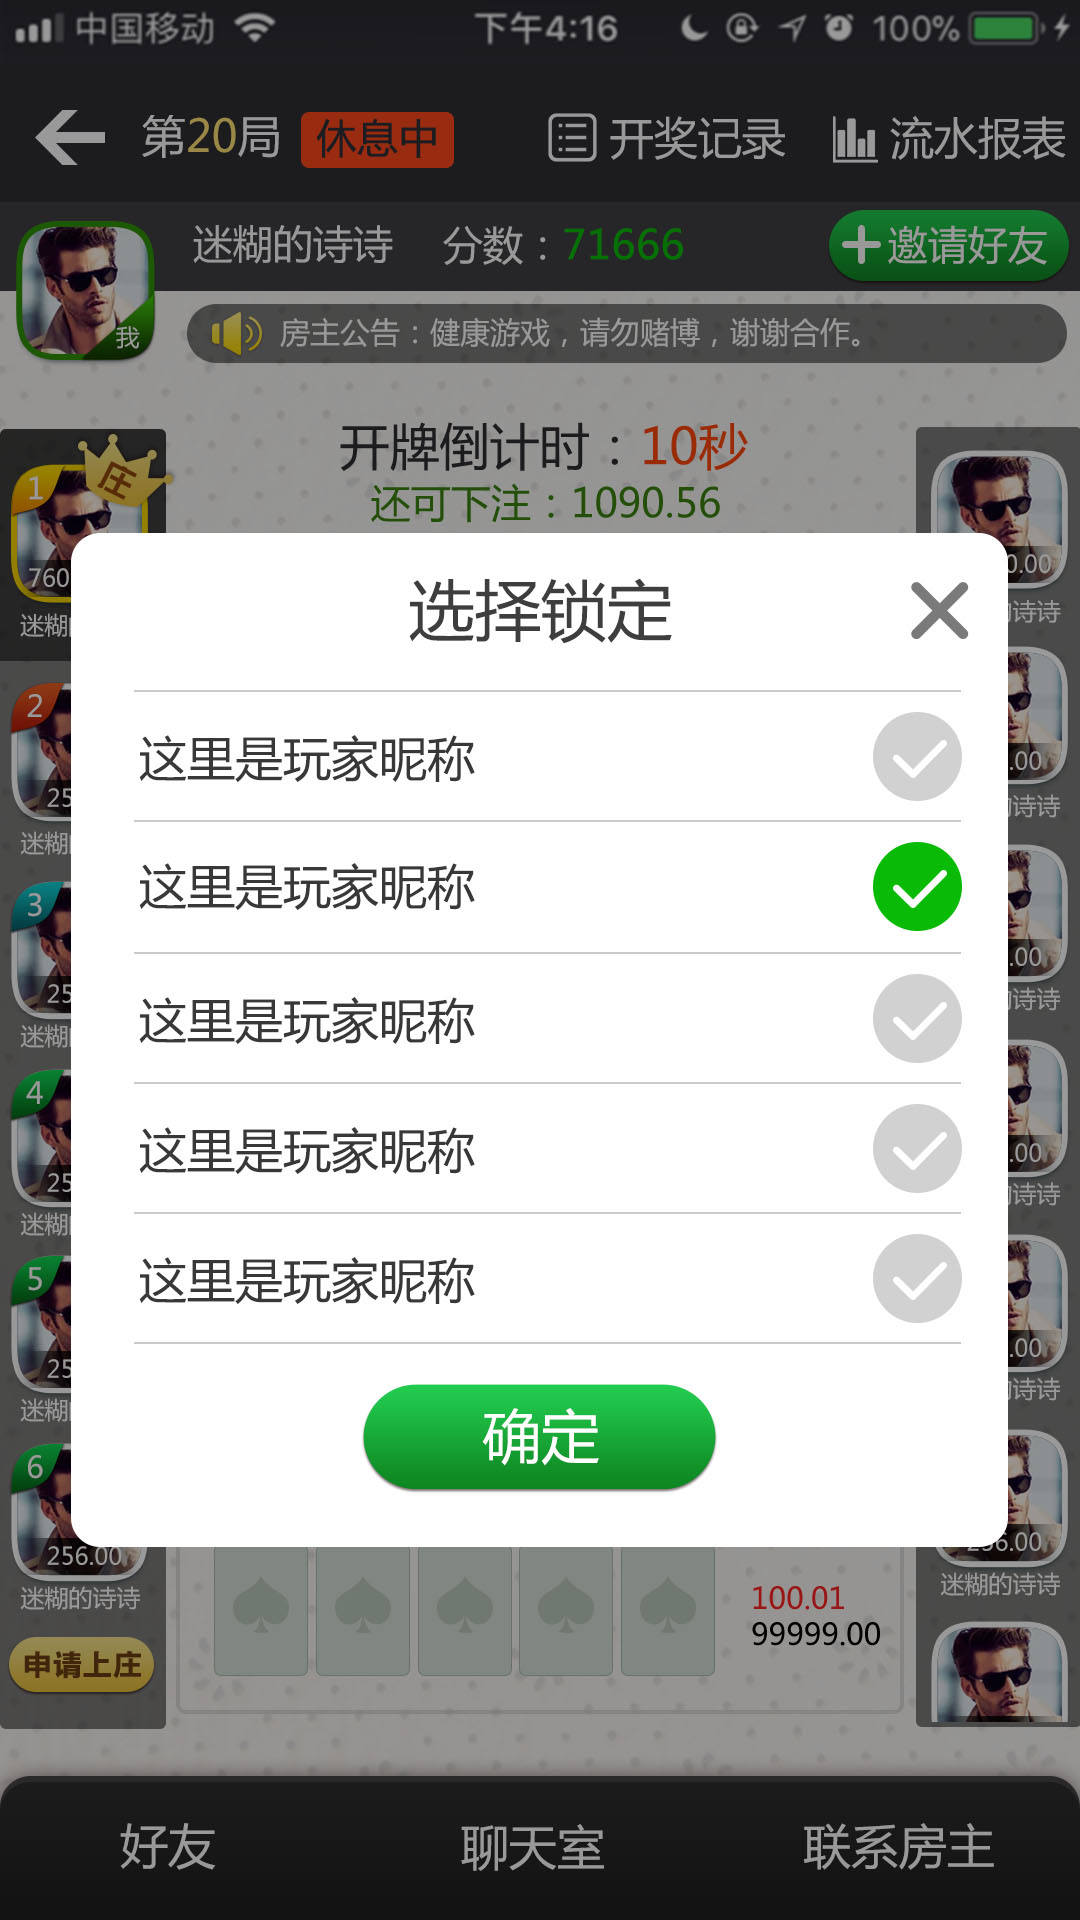 中国移动 下午4:16 100%
第20局 休息中 开奖记录 流水报表
迷糊的诗诗 分数：71666 邀请好友
我
房主公告：健康游戏，请勿赌博，谢谢合作。
开牌倒计时：10秒
还可下注：1090.56
1 庄
760
迷糊
2
25
迷糊
3
25
迷糊
4
25
迷糊
5
25
迷糊
6
256.00
迷糊的诗诗
申请上庄
选择锁定
这里是玩家昵称
这里是玩家昵称
这里是玩家昵称
这里是玩家昵称
这里是玩家昵称
确定
0.00
诗诗
.00
诗诗
.00
诗诗
.00
诗诗
.00
诗诗
256.00
迷糊的诗诗
100.01
99999.00
好友 聊天室 联系房主